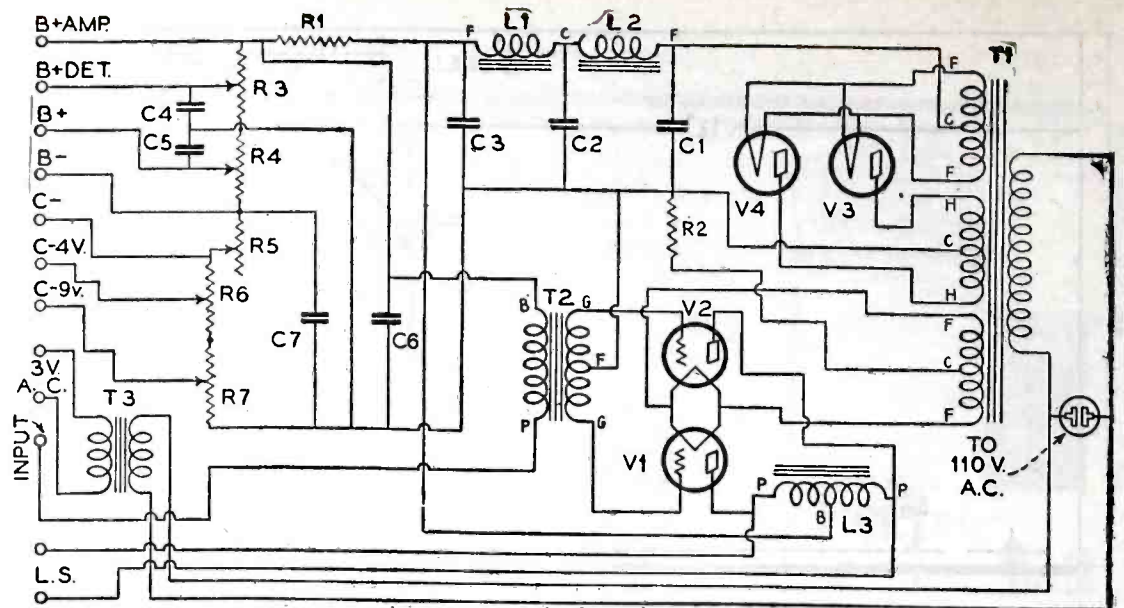 B+AMP.
B+DET.
B+
B-
C-
C-4V.
C-9V.
3V.
A.C.
INPUT
L.S.
R1
R3
C4
C5
R4
R5
R6
R7
T3
C7
C6
L1
L2
F
C
F
C3
C2
C1
R2
V4
V3
T1
F
C
F
H
C
H
F
C
F
T2
B
P
G
F
G
V2
V1
P
B
P
L3
TO
110 V.
A.C.